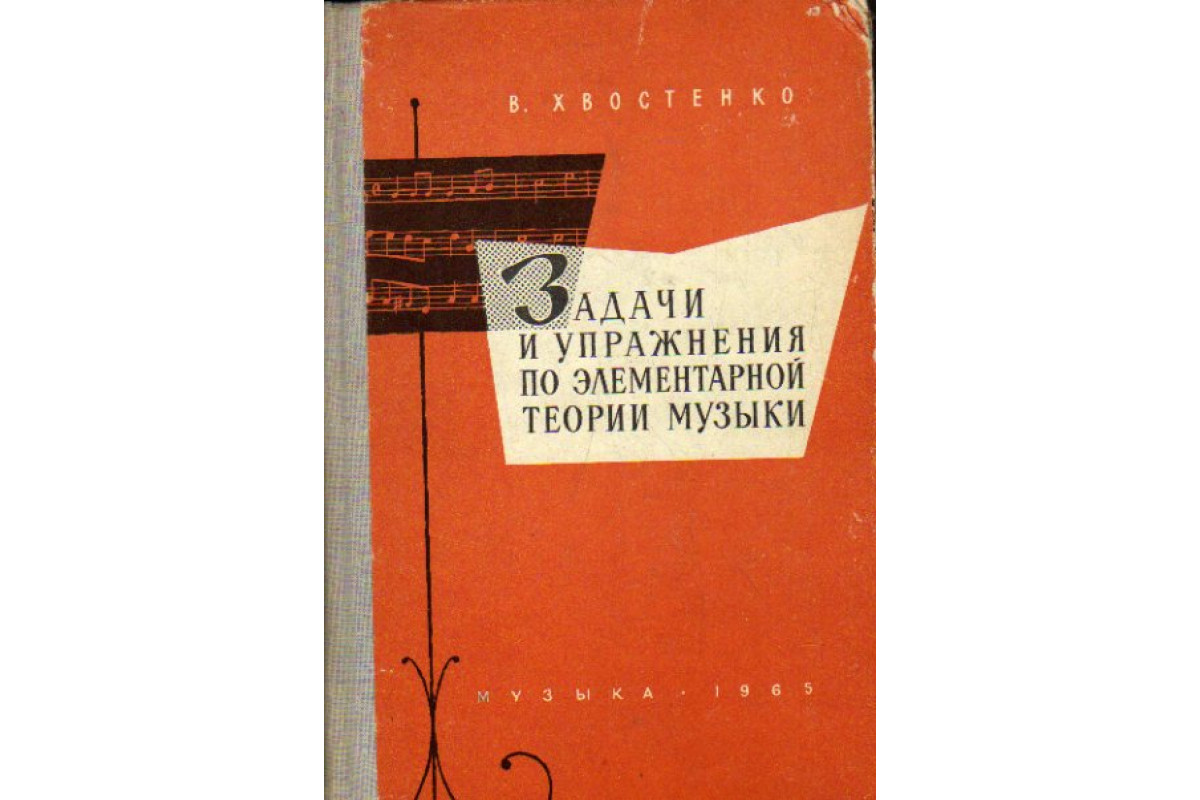 В. ХВОСТЕНКО
ЗАДАЧИ
И УПРАЖНЕНИЯ
ПО ЭЛЕМЕНТАРНОЙ
ТЕОРИИ МУЗЫКИ
МУЗЫКА · 1965